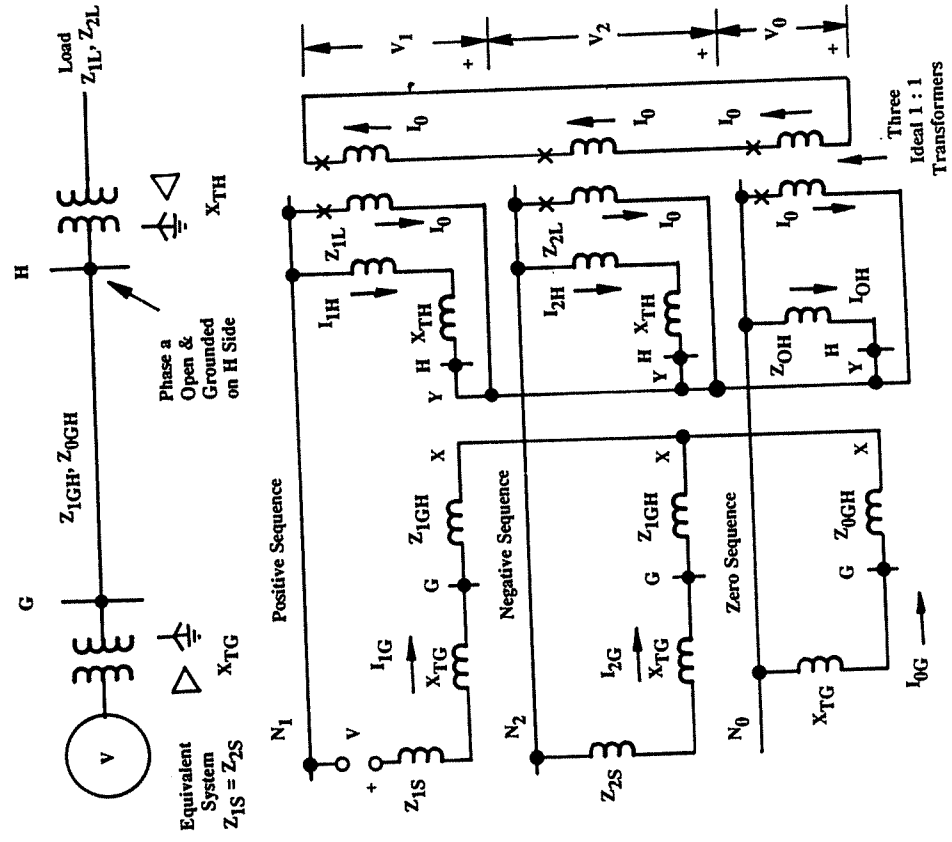 G
H
V
Equivalent
System
Z1S = Z2S
XTG
Z1GH, Z0GH
Phase a
Open &
Grounded
on H Side
XTH
Load
Z1L, Z2L
Positive Sequence
N1
V
+
Z1S
I1G
XTG
G
Z1GH
X
Y
H
XTH
I1H
Z1L
I0
I0
V1
+
Negative Sequence
N2
Z2S
I2G
XTG
G
Z1GH
X
Y
H
XTH
I2H
Z2L
I0
I0
V2
+
Zero Sequence
N0
XTG
I0G
G
Z0GH
X
Y
H
ZOH
IOH
I0
I0
V0
+
Three
Ideal 1 : 1
Transformers